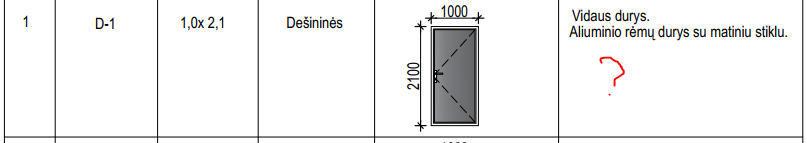 1 D-1 1,0x 2,1 Dešininės 1000 Vidaus durys.
Aliuminio rėmų durys su matiniu stiklu.
2100
?